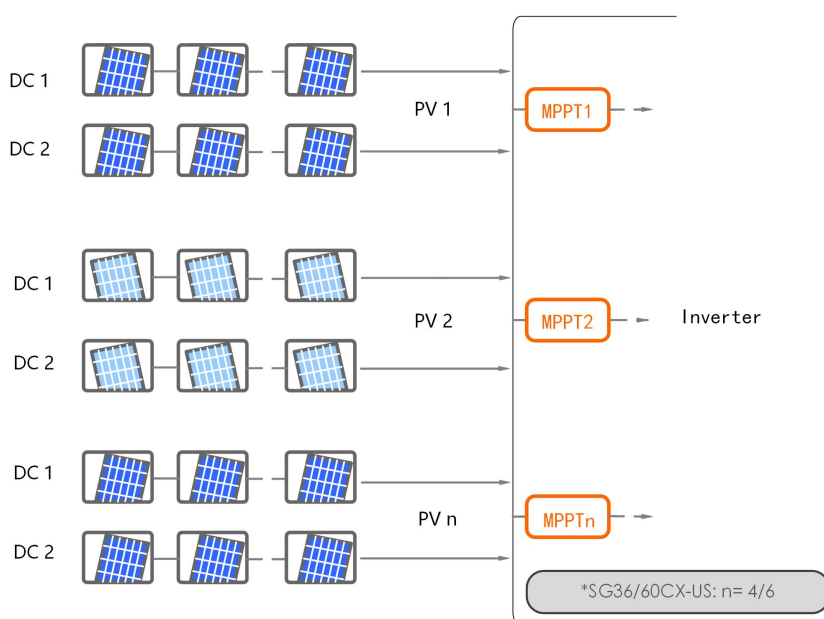 DC 1
PV 1
MPPT1
DC 2
DC 1
PV 2
MPPT2
Inverter
DC 2
DC 1
PV n
MPPTn
DC 2
*SG36/60CX-US: n= 4/6